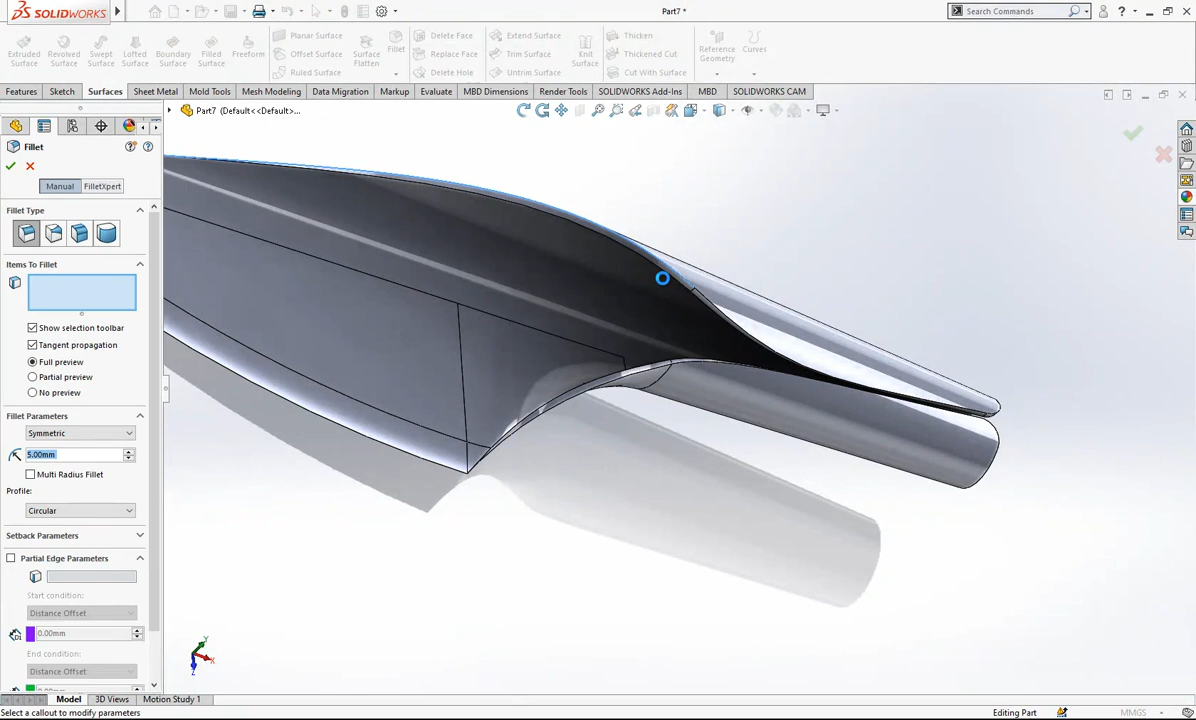 SOLIDWORKS
Part7 *
Search Commands
Extruded Surface
Revolved Surface
Swept Surface
Lofted Surface
Boundary Surface
Filled Surface
Freeform
Planar Surface
Offset Surface
Ruled Surface
Surface Flatten
Fillet
Delete Face
Replace Face
Delete Hole
Extend Surface
Trim Surface
Untrim Surface
Knit Surface
Thicken
Thickened Cut
Cut With Surface
Reference Geometry
Curves
Features
Sketch
Surfaces
Sheet Metal
Mold Tools
Mesh Modeling
Data Migration
Markup
Evaluate
MBD Dimensions
Render Tools
SOLIDWORKS Add-Ins
MBD
SOLIDWORKS CAM
Part7 (Default<<Default>...
Fillet
Manual
FilletXpert
Fillet Type
Items To Fillet
Show selection toolbar
Tangent propagation
Full preview
Partial preview
No preview
Fillet Parameters
Symmetric
5.00mm
Multi Radius Fillet
Profile:
Circular
Setback Parameters
Partial Edge Parameters
Start condition:
Distance Offset
0.00mm
End condition:
Distance Offset
Y
X
Z
Model
3D Views
Motion Study 1
Select a callout to modify parameters
Editing Part
MMGS